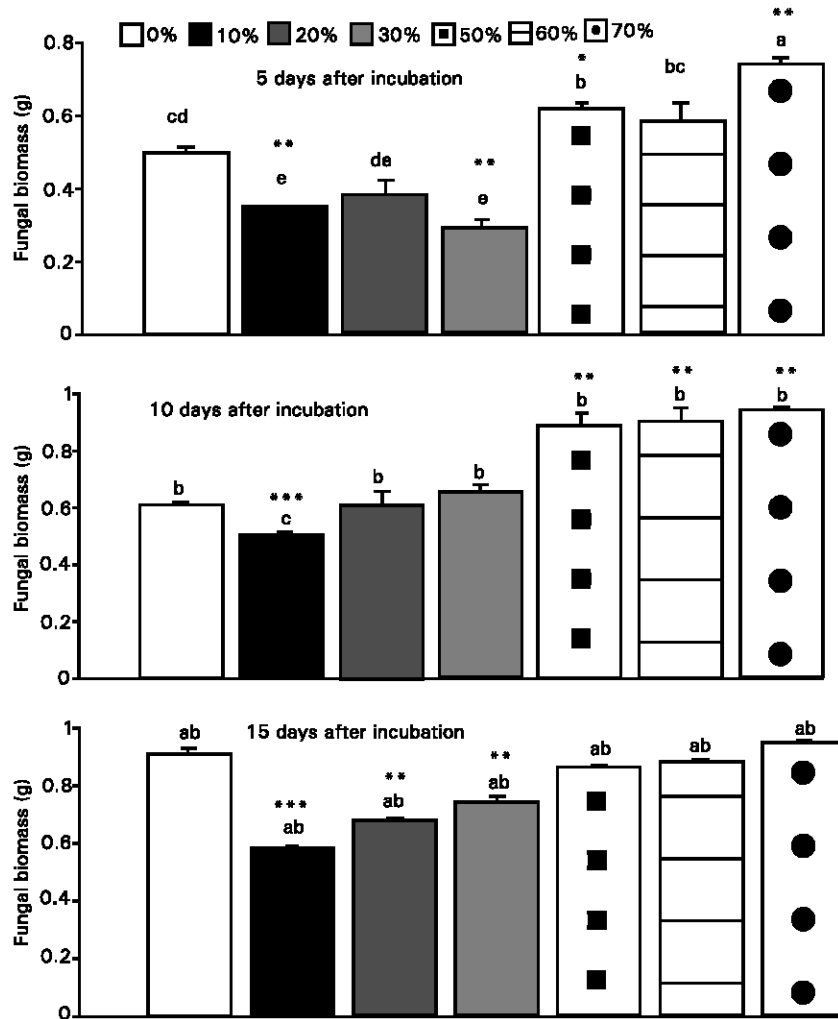 0% 10% 20% 30% 50% 60% 70%
**
a
5 days after incubation
*
b
bc
cd
**
e
de
**
e
Fungal biomass (g)
0.8
0.6
0.4
0.2
0
10 days after incubation
**
b
**
b
**
b
b
***
c
b
b
Fungal biomass (g)
1
0.8
0.6
0.4
0.2
0
15 days after incubation
ab
***
ab
**
ab
**
ab
ab
ab
ab
Fungal biomass (g)
1
0.8
0.6
0.4
0.2
0